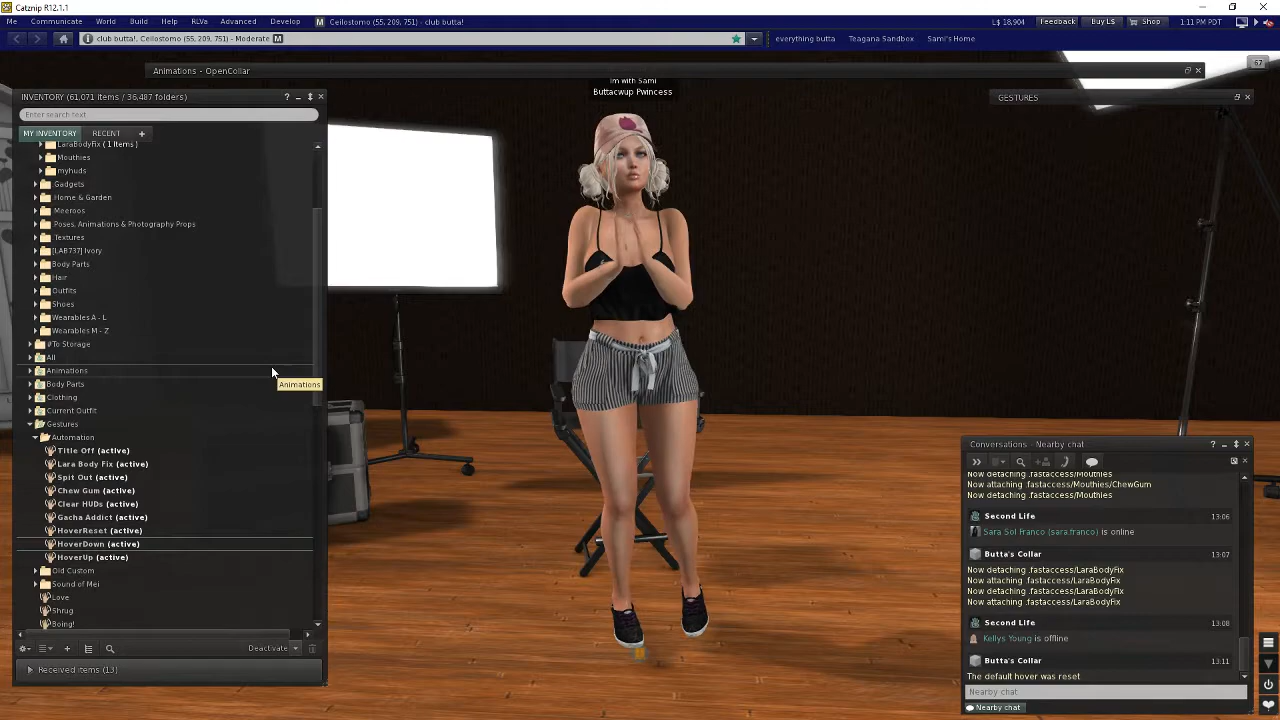 Catznip R12.1.1
Me Communicate World Build Help RLVa Advanced Develop M Ceilostomo (55, 209, 751) - club butta! L$ 18,904 Feedback Buy L$ Shop 1:11 PM PDT
club butta!, Ceilostomo (55, 209, 751) - Moderate M everything butta Teagana Sandbox Sami's Home
67
Animations - OpenCollar
Im with Sami
Buttacwup Pwincess
GESTURES
INVENTORY (61,071 items / 36,487 folders)
Enter search text
MY INVENTORY RECENT +
LaraBodyFix ( 1 Items )
Mouthies
myhuds
Gadgets
Home & Garden
Meeroos
Poses, Animations & Photography Props
Textures
[LAB737] Ivory
Body Parts
Hair
Outfits
Shoes
Wearables A - L
Wearables M - Z
#To Storage
All
Animations
Animations
Body Parts
Clothing
Current Outfit
Gestures
Automation
Title Off (active)
Lara Body Fix (active)
Spit Out (active)
Chew Gum (active)
Clear HUDs (active)
Gacha Addict (active)
HoverReset (active)
HoverDown (active)
HoverUp (active)
Old Custom
Sound of Mei
Love
Shrug
Boing!
Deactivate
Received items (13)
Conversations - Nearby chat
Now detaching .fastaccess/Mouthies
Now attaching .fastaccess/Mouthies/ChewGum
Now detaching .fastaccess/Mouthies
Second Life 13:06
Sara Sol Franco (sara.franco) is online
Butta's Collar 13:07
Now detaching .fastaccess/LaraBodyFix
Now attaching .fastaccess/LaraBodyFix
Now detaching .fastaccess/LaraBodyFix
Now attaching .fastaccess/LaraBodyFix
Second Life 13:08
Kellys Young is offline
Butta's Collar 13:11
The default hover was reset
Nearby chat
Nearby chat